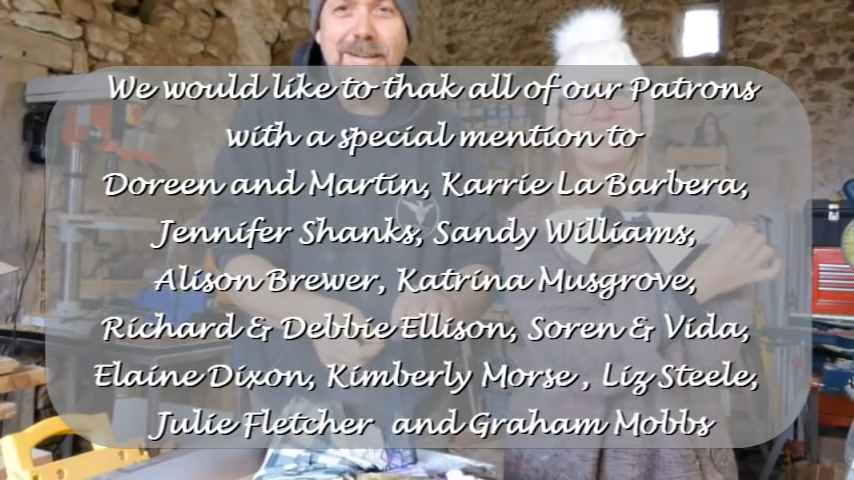 We would like to thak all of our Patrons
with a special mention to
Doreen and Martin, Karrie La Barbera,
Jennifer Shanks, Sandy Williams,
Alison Brewer, Katrina Musgrove,
Richard & Debbie Ellison, Soren & Vida,
Elaine Dixon, Kimberly Morse , Liz Steele,
Julie Fletcher and Graham Mobbs